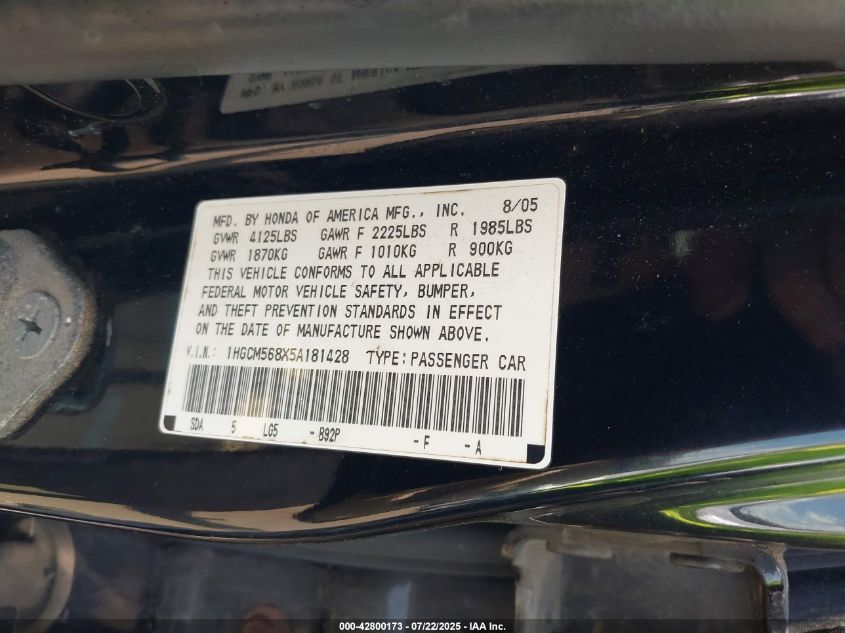 MFD. BY HONDA OF AMERICA MFG., INC. 8/05
GVWR 4125LBS GAWR F 2225LBS R 1985LBS
GVWR 1870KG GAWR F 1010KG R 900KG
THIS VEHICLE CONFORMS TO ALL APPLICABLE
FEDERAL MOTOR VEHICLE SAFETY, BUMPER,
AND THEFT PREVENTION STANDARDS IN EFFECT
ON THE DATE OF MANUFACTURE SHOWN ABOVE.
V.I.N.: 1HGCM568X5A181428 TYPE:PASSENGER CAR
SDA 5 LG5 -B92P -F -A
000-42800173 - 07/22/2025 - IAA Inc.